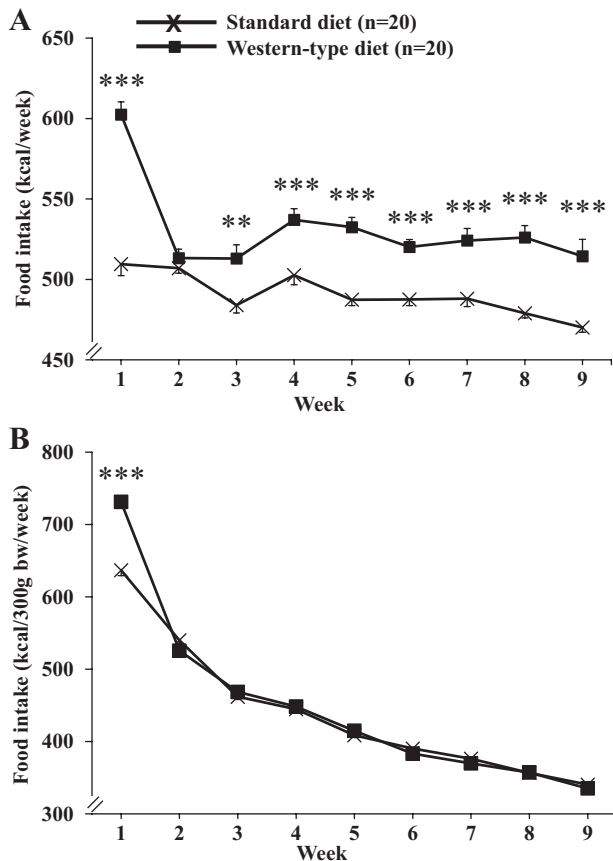 A
Standard diet (n=20)
Western-type diet (n=20)
Food intake (kcal/week)
650
600
550
500
450
***
**
***
***
***
***
***
***
1 2 3 4 5 6 7 8 9
Week
B
Food intake (kcal/300g bw/week)
800
700
600
500
400
300
***
1 2 3 4 5 6 7 8 9
Week